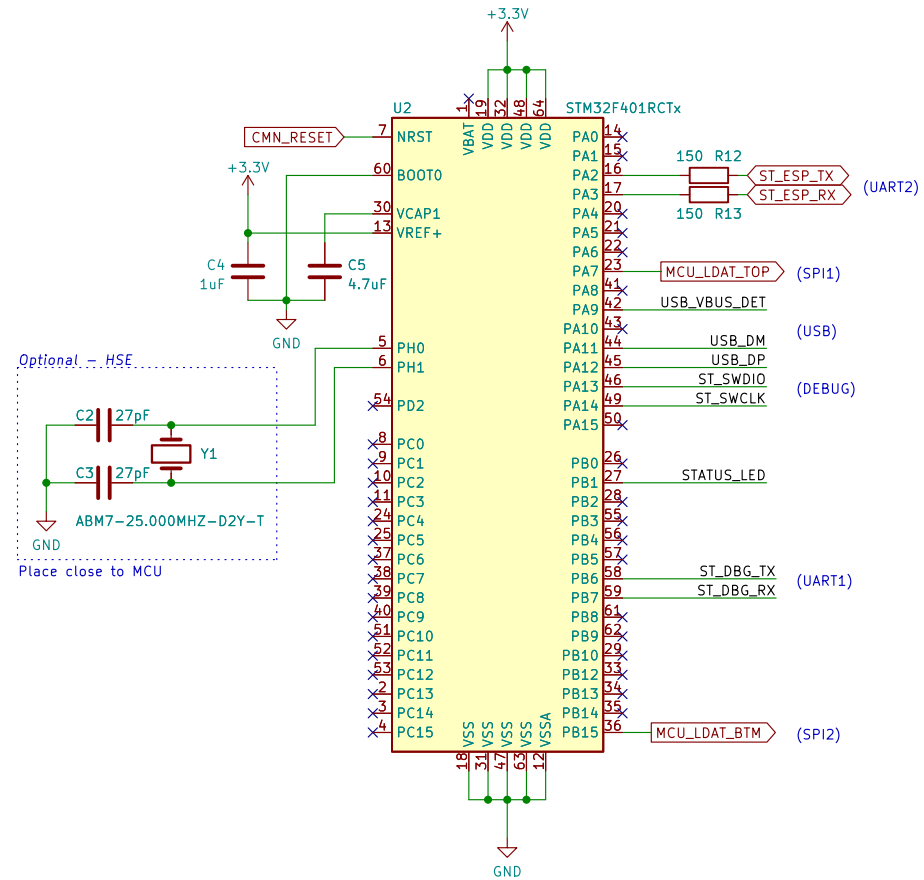 +3.3V
U2
STM32F401RCTx
1 19 32 48 64
VBAT VDD VDD VDD VDD
CMN_RESET 7 NRST
+3.3V
60 BOOT0
30 VCAP1
13 VREF+
C4
1uF
C5
4.7uF
GND
5 PH0
6 PH1
Optional - HSE
54 PD2
C2 27pF
Y1
C3 27pF
ABM7-25.000MHZ-D2Y-T
GND
Place close to MCU
8 PC0
9 PC1
10 PC2
11 PC3
24 PC4
25 PC5
37 PC6
38 PC7
39 PC8
40 PC9
51 PC10
52 PC11
53 PC12
2 PC13
3 PC14
4 PC15
PA0 14
PA1 15
150 R12
PA2 16 ST_ESP_TX
(UART2)
PA3 17 ST_ESP_RX
150 R13
PA4 20
PA5 21
PA6 22
PA7 23 MCU_LDAT_TOP (SPI1)
PA8 41
PA9 42 USB_VBUS_DET
PA10 43 (USB)
PA11 44 USB_DM
PA12 45 USB_DP
PA13 46 ST_SWDIO (DEBUG)
PA14 49 ST_SWCLK
PA15 50
PB0 26
PB1 27 STATUS_LED
PB2 28
PB3 55
PB4 56
PB5 57
PB6 58 ST_DBG_TX (UART1)
PB7 59 ST_DBG_RX
PB8 61
PB9 62
PB10 29
PB12 33
PB13 34
PB14 35
PB15 36 MCU_LDAT_BTM (SPI2)
VSS VSS VSS VSS VSSA
18 31 47 63 12
GND